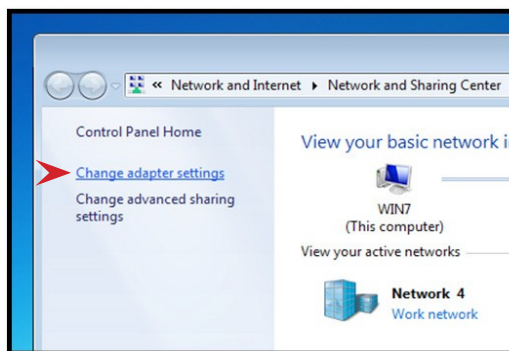 « Network and Internet ▸ Network and Sharing Center
Control Panel Home
Change adapter settings
Change advanced sharing
settings
View your basic network i
WIN7
(This computer)
View your active networks
Network 4
Work network